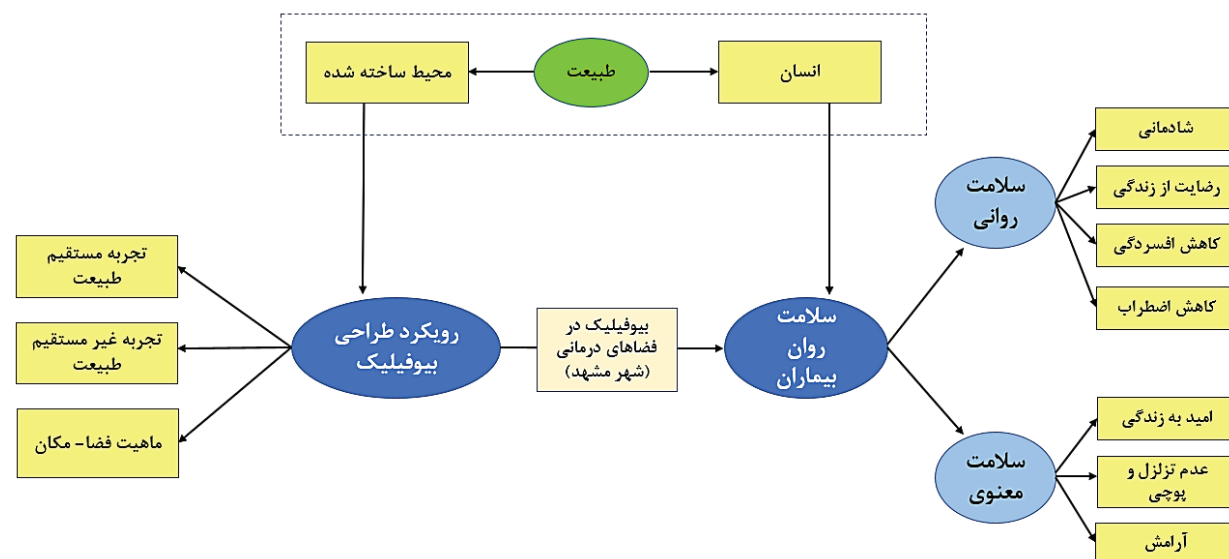 انسان
طبیعت
محیط ساخته شده
شادمانی
رضایت از زندگی
کاهش افسردگی
کاهش اضطراب
سلامت
روانی
سلامت
روان
بیماران
بیوفیلیک در
فضاهای درمانی
(شهر مشهد)
رویکرد طراحی
بیوفیلیک
تجربه مستقیم
طبیعت
تجربه غیر مستقیم
طبیعت
ماهیت فضا- مکان
سلامت
معنوی
امید به زندگی
عدم تزلزل و
پوچی
آرامش